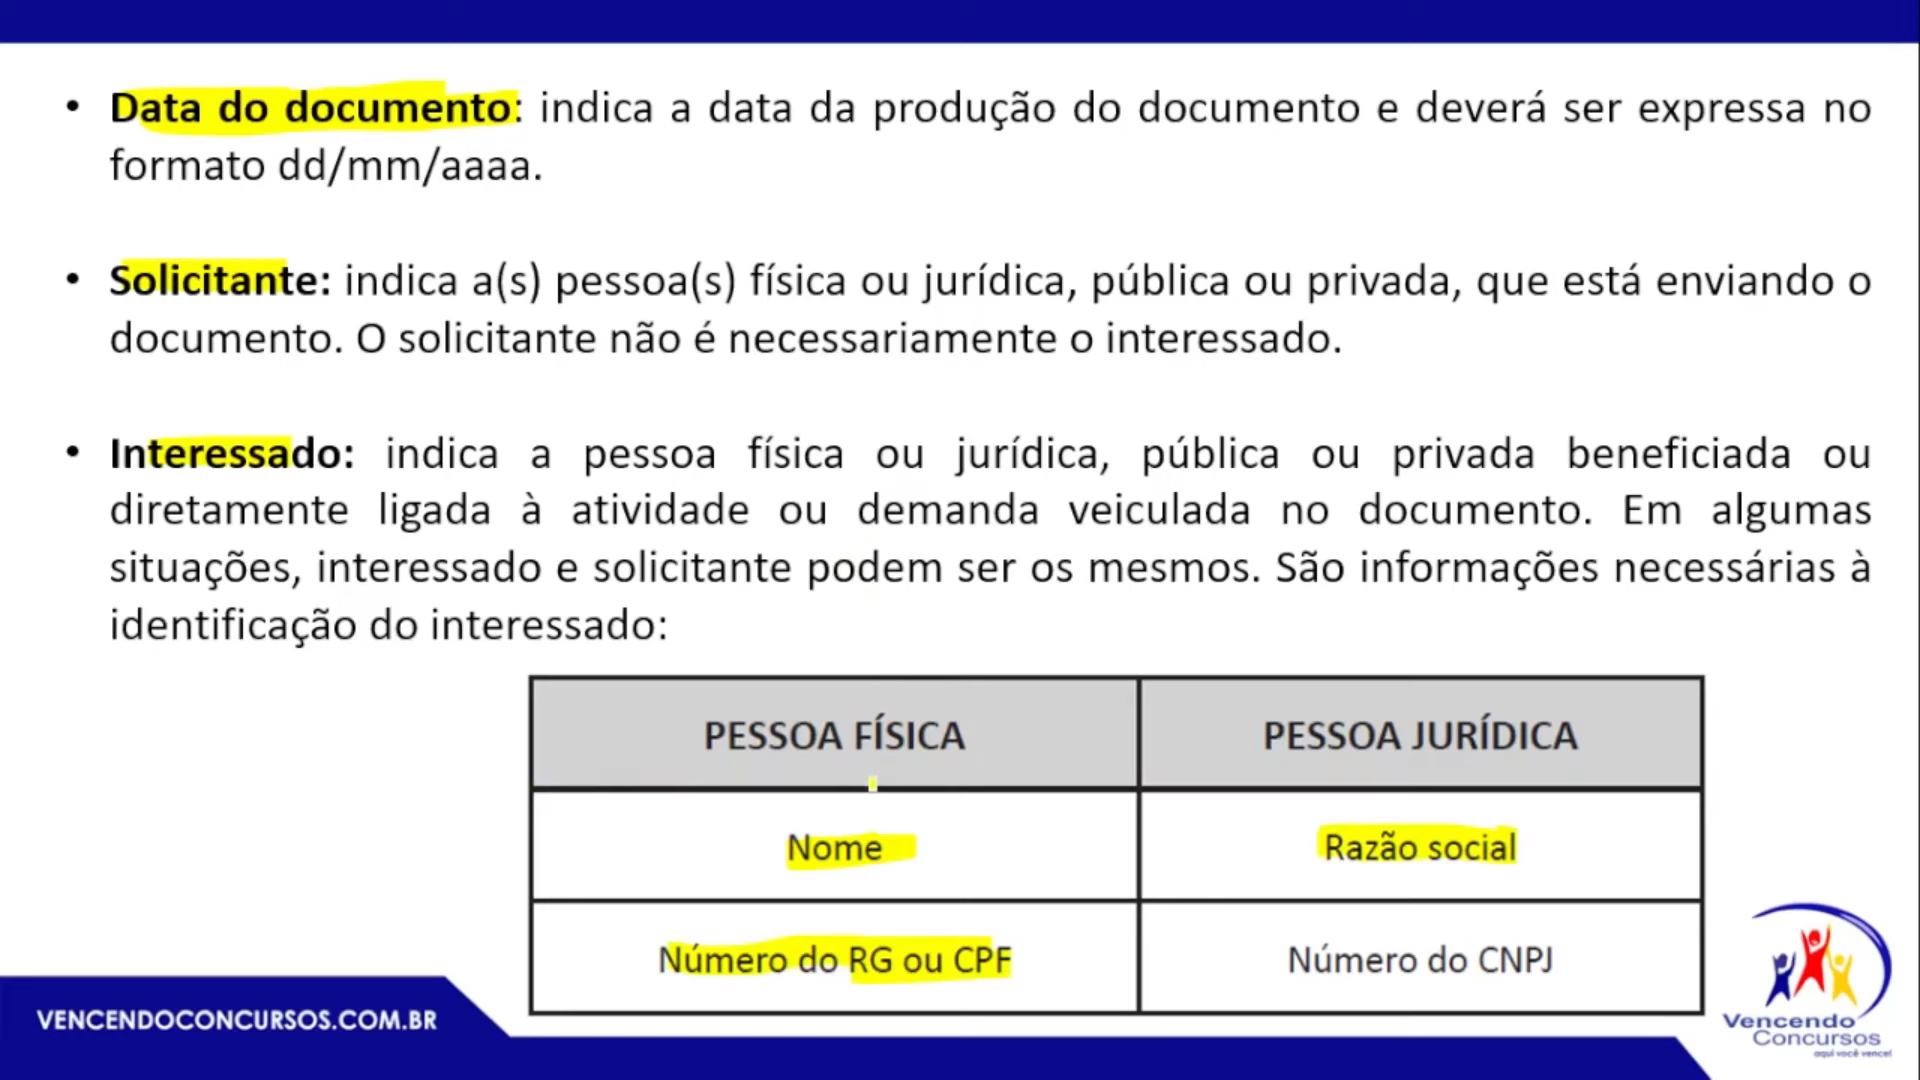 • Data do documento: indica a data da produção do documento e deverá ser expressa no
formato dd/mm/aaaa.
• Solicitante: indica a(s) pessoa(s) física ou jurídica, pública ou privada, que está enviando o
documento. O solicitante não é necessariamente o interessado.
• Interessado: indica a pessoa física ou jurídica, pública ou privada beneficiada ou
diretamente ligada à atividade ou demanda veiculada no documento. Em algumas
situações, interessado e solicitante podem ser os mesmos. São informações necessárias à
identificação do interessado:
PESSOA FÍSICA PESSOA JURÍDICA
Nome Razão social
Número do RG ou CPF Número do CNPJ
VENCENDOCONCURSOS.COM.BR
Vencendo
Concursos
aqui você vence!